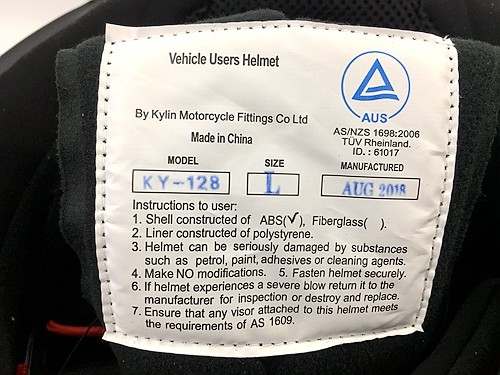 Vehicle Users Helmet
AUS
By Kylin Motorcycle Fittings Co Ltd
AS/NZS 1698:2006
TÜV Rheinland.
ID. : 61017
Made in China
MODEL
SIZE
MANUFACTURED
KY-128
L
AUG 2018
Instructions to user:
1. Shell constructed of ABS(✓), Fiberglass( ).
2. Liner constructed of polystyrene.
3. Helmet can be seriously damaged by substances
such as petrol, paint, adhesives or cleaning agents.
4. Make NO modifications. 5. Fasten helmet securely.
6. If helmet experiences a severe blow return it to the
manufacturer for inspection or destroy and replace.
7. Ensure that any visor attached to this helmet meets
the requirements of AS 1609.